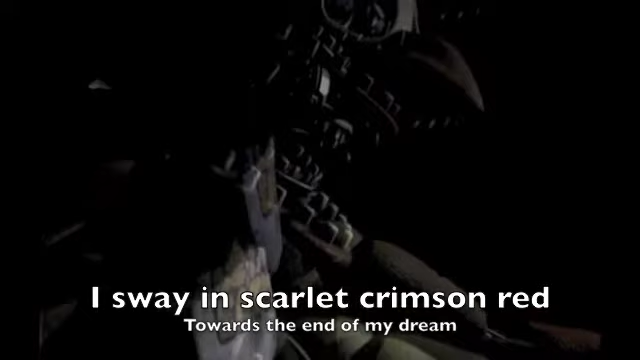 I sway in scarlet crimson red
Towards the end of my dream